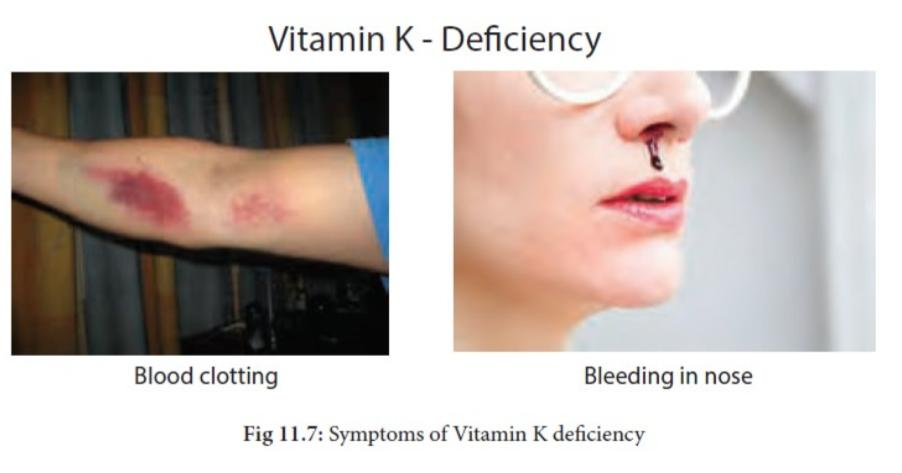 Vitamin K - Deficiency
Blood clotting
Bleeding in nose
Fig 11.7: Symptoms of Vitamin K deficiency